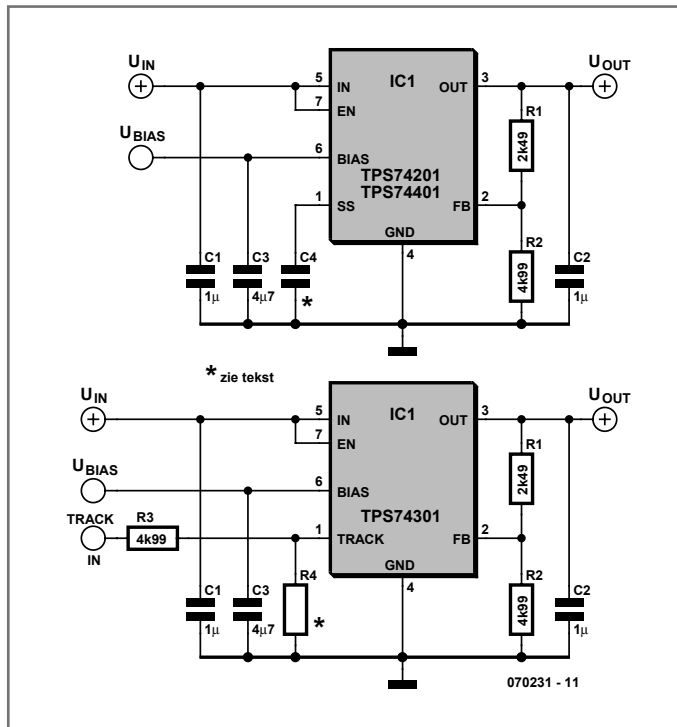 UIN
UOUT
5
IN
IC1
OUT
3
7
EN
R1
2k49
UBIAS
6
BIAS
TPS74201
TPS74401
1
SS
FB
2
GND
4
R2
4k99
C1
1µ
C3
4µ7
C4
*
C2
1µ
* zie tekst
UIN
UOUT
5
IN
IC1
OUT
3
7
EN
R1
2k49
UBIAS
6
BIAS
TPS74301
TRACK
IN
R3
4k99
1
TRACK
FB
2
GND
4
R2
4k99
C1
1µ
C3
4µ7
R4
*
C2
1µ
070231 - 11